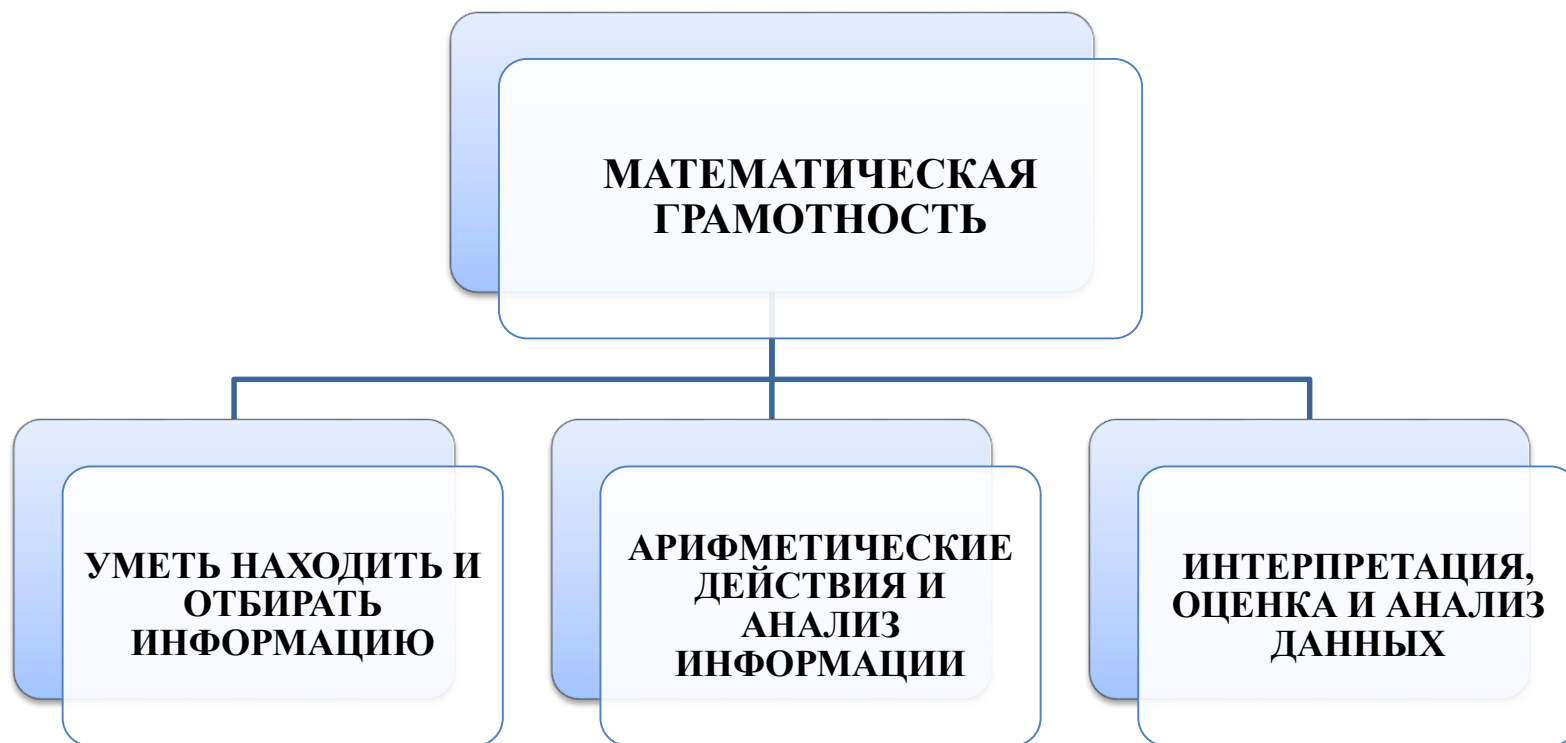 МАТЕМАТИЧЕСКАЯ
ГРАМОТНОСТЬ
УМЕТЬ НАХОДИТЬ И
ОТБИРАТЬ
ИНФОРМАЦИЮ
АРИФМЕТИЧЕСКИЕ
ДЕЙСТВИЯ И
АНАЛИЗ
ИНФОРМАЦИИ
ИНТЕРПРЕТАЦИЯ,
ОЦЕНКА И АНАЛИЗ
ДАННЫХ